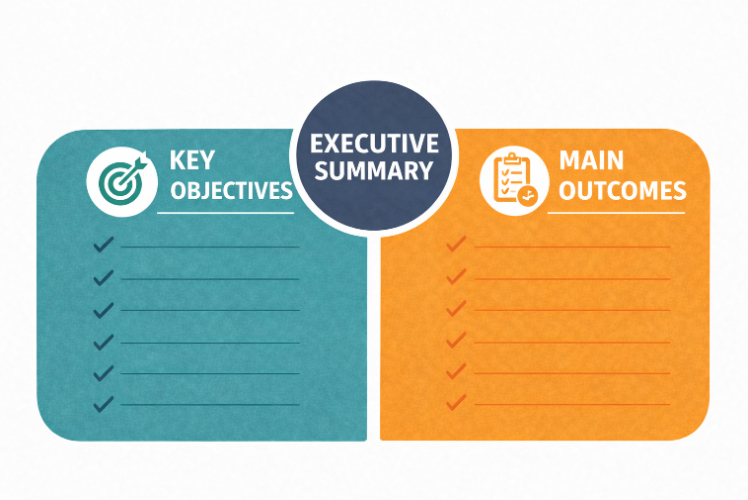 EXECUTIVE
SUMMARY
KEY
OBJECTIVES
MAIN
OUTCOMES